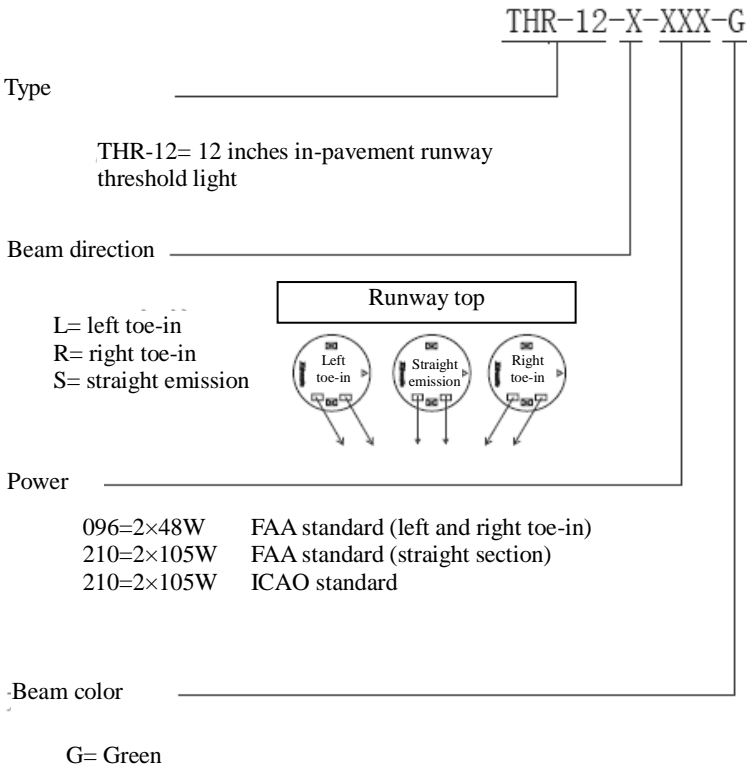 THR-12-X-XXX-G
Type
THR-12= 12 inches in-pavement runway
threshold light
Beam direction
Runway top
L= left toe-in
R= right toe-in
S= straight emission
Left
toe-in
Straight
emission
Right
toe-in
Power
096=2×48W FAA standard (left and right toe-in)
210=2×105W FAA standard (straight section)
210=2×105W ICAO standard
Beam color
G= Green